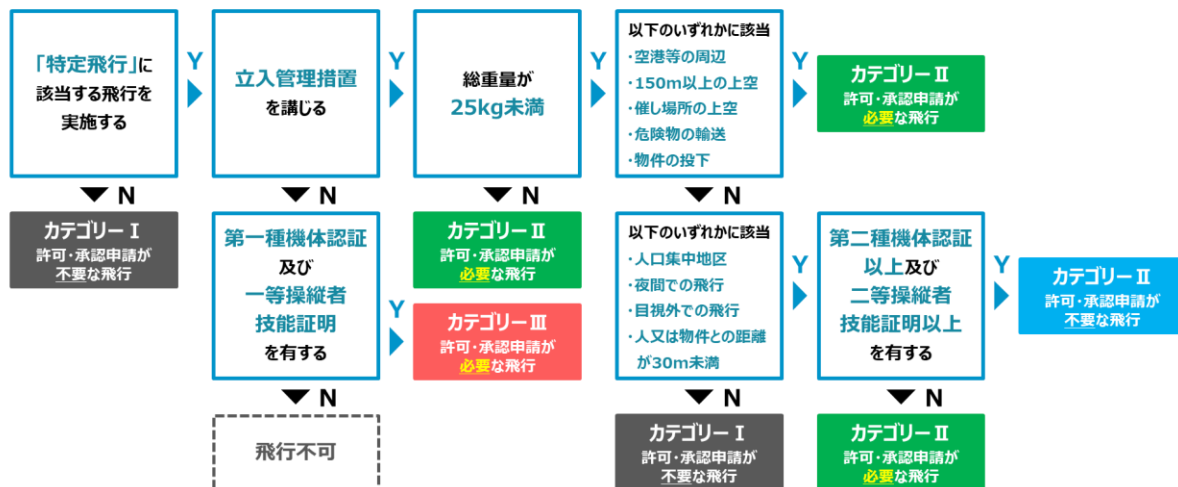 「特定飛行」に
該当する飛行を
実施する
Y
立入管理措置
を講じる
Y
総重量が
25kg未満
Y
以下のいずれかに該当
・空港等の周辺
・150m以上の上空
・催し場所の上空
・危険物の輸送
・物件の投下
Y
カテゴリーⅡ
許可・承認申請が
必要な飛行
N
N
N
N
カテゴリーⅠ
許可・承認申請が
不要な飛行
第一種機体認証
及び
一等操縦者
技能証明
を有する
Y
カテゴリーⅡ
許可・承認申請が
必要な飛行
カテゴリーⅢ
許可・承認申請が
必要な飛行
以下のいずれかに該当
・人口集中地区
・夜間での飛行
・目視外での飛行
・人又は物件との距離
が30m未満
Y
第二種機体認証
以上及び
二等操縦者
技能証明以上
を有する
Y
カテゴリーⅡ
許可・承認申請が
不要な飛行
N
N
N
飛行不可
カテゴリーⅠ
許可・承認申請が
不要な飛行
カテゴリーⅡ
許可・承認申請が
必要な飛行